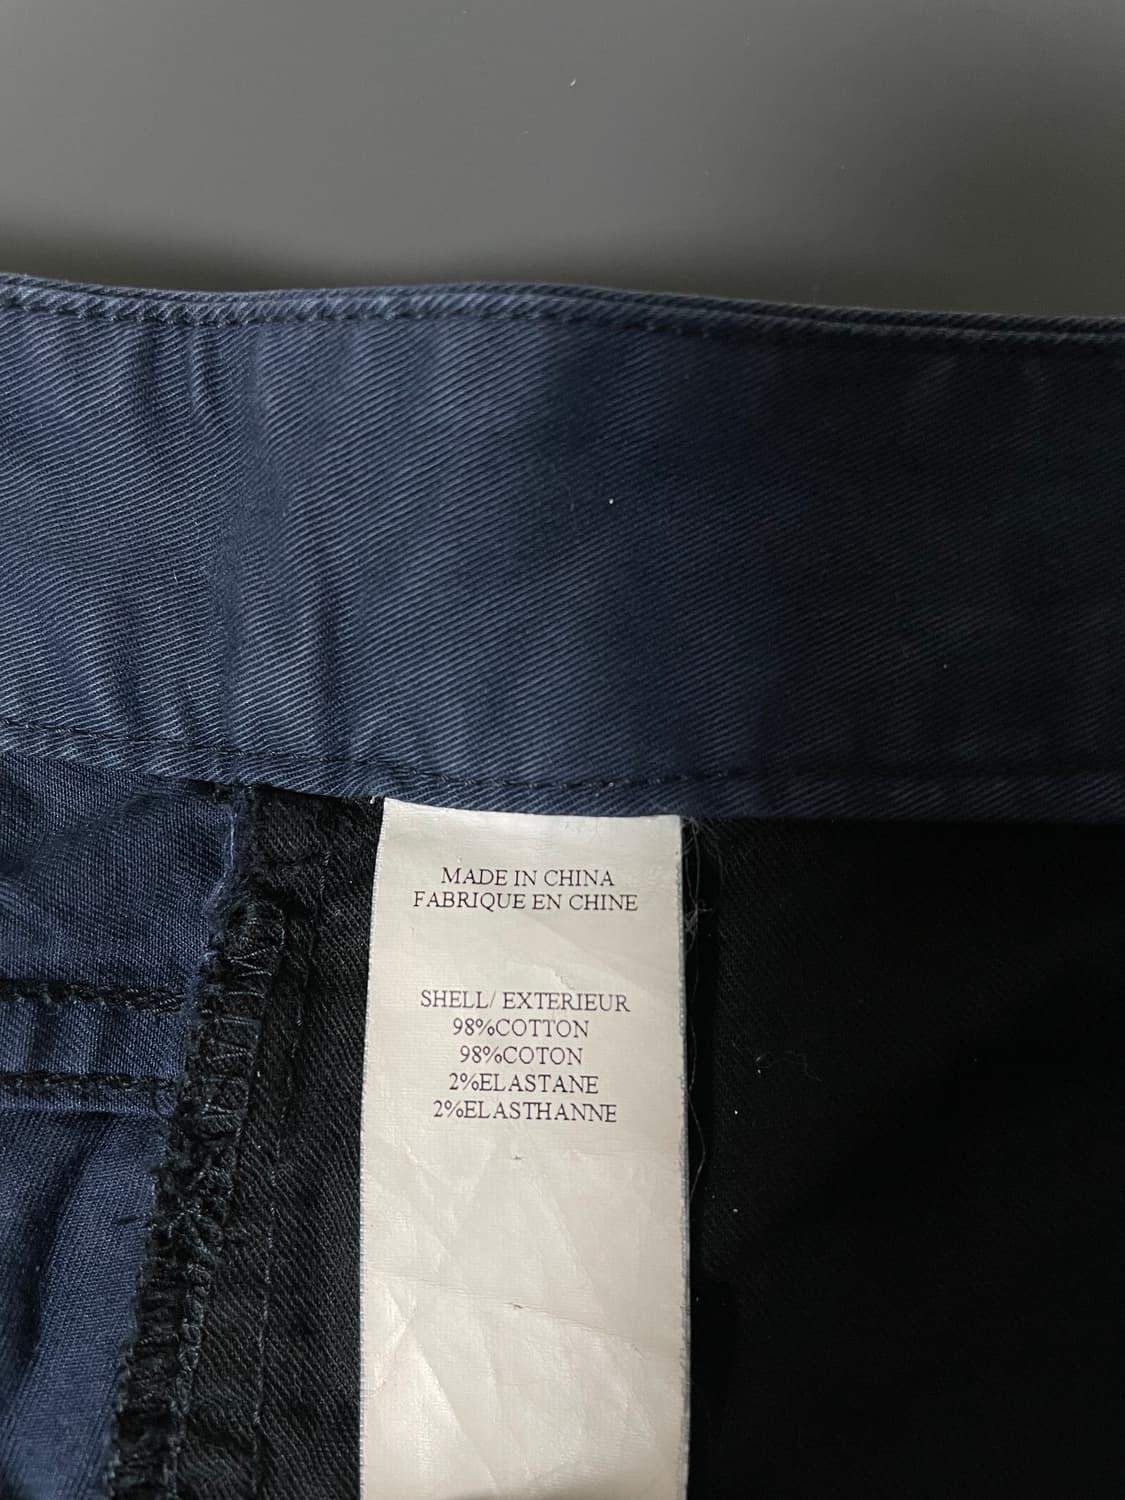 MADE IN CHINA
FABRIQUE EN CHINE
SHELL/ EXTERIEUR
98%COTTON
98%COTON
2%ELASTANE
2%ELASTHANNE